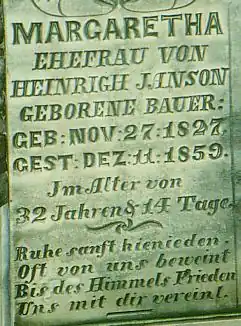 MARGARETHA
EHEFRAU VON
HEINRIGH JANSON
GEBORENE BAUER:
GEB: NOV: 27: 1827.
GEST: DEZ: 11: 1859.
Im Alter von
32 Jahren & 14 Tage.
Ruhe sanft hienieden.
Oft von uns beweint
Bis des Himmels Frieden
Uns mit dir vereint.